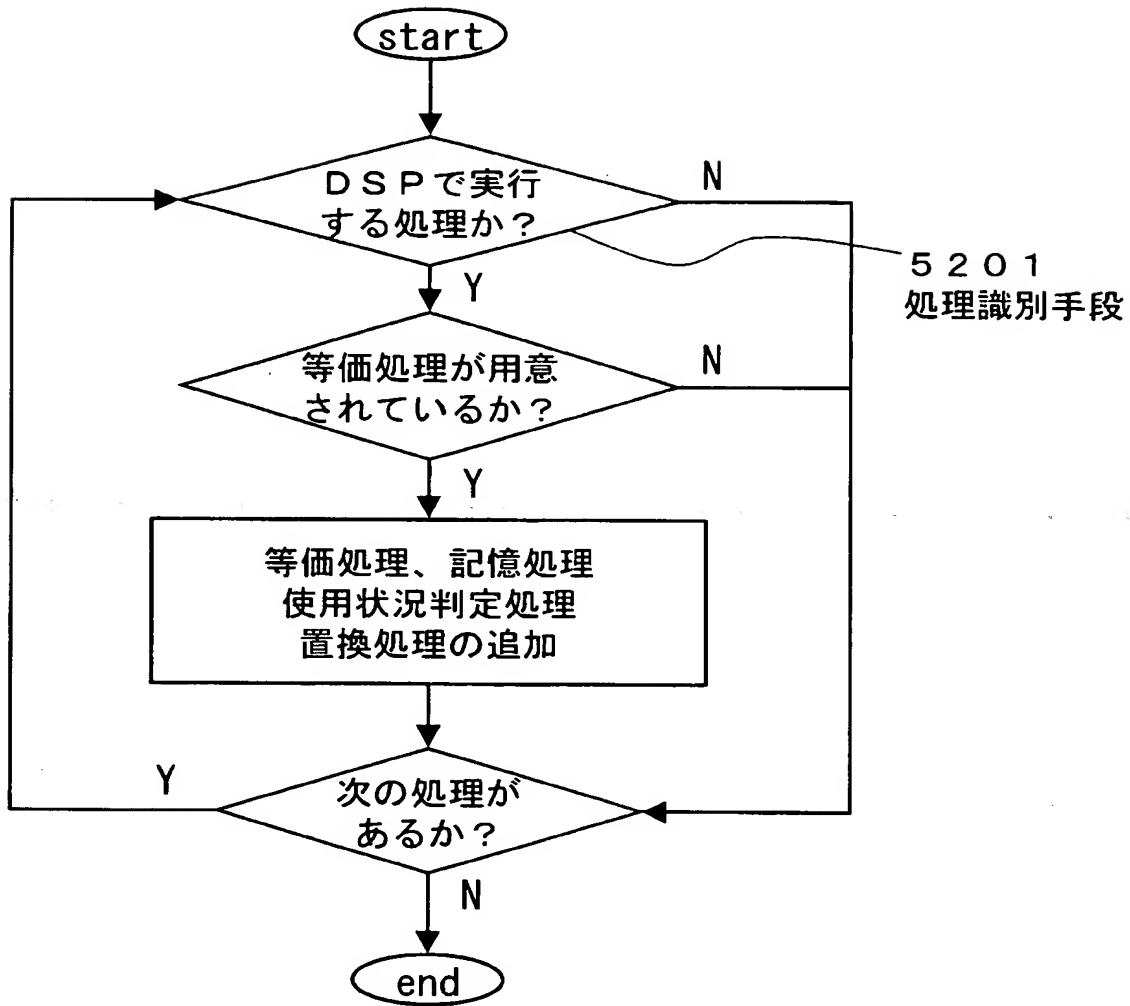 start
DSPで実行
する処理か?
N
5201
処理識別手段
Y
等価処理が用意
されているか?
N
Y
等価処理、記憶処理
使用状況判定処理
置換処理の追加
Y
次の処理が
あるか?
N
end